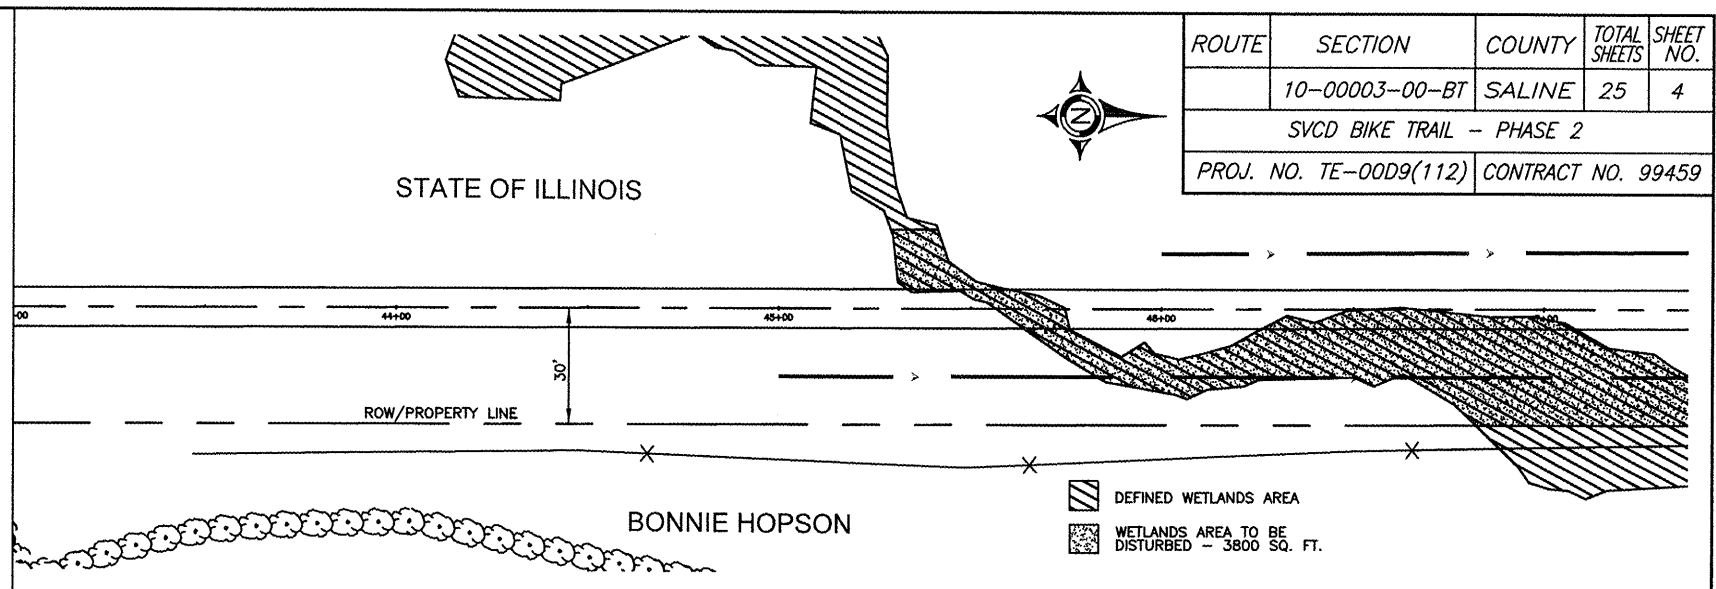 ROUTE SECTION COUNTY TOTAL SHEETS SHEET NO.
10-00003-00-BT SALINE 25 4
SVCD BIKE TRAIL - PHASE 2
PROJ. NO. TE-00D9(112) CONTRACT NO. 99459
N
STATE OF ILLINOIS
00 44+00 45+00 46+00
30'
ROW/PROPERTY LINE
BONNIE HOPSON
DEFINED WETLANDS AREA
WETLANDS AREA TO BE
DISTURBED - 3800 SQ. FT.